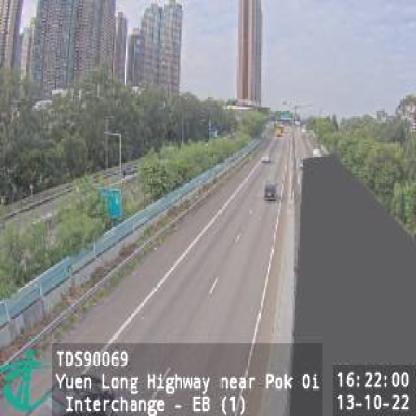 TDS90069
Yuen Long Highway near Pok Oi
Interchange - EB (1)
16:22:00
13-10-22